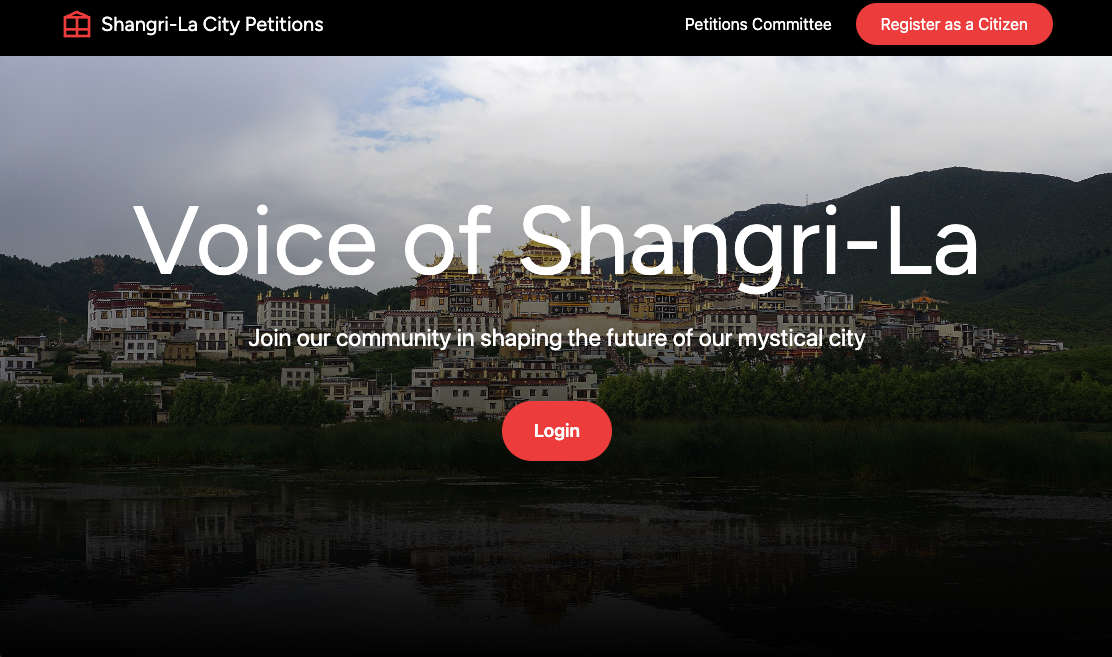 Shangri-La City Petitions
Petitions Committee
Register as a Citizen
Voice of Shangri-La
Join our community in shaping the future of our mystical city
Login